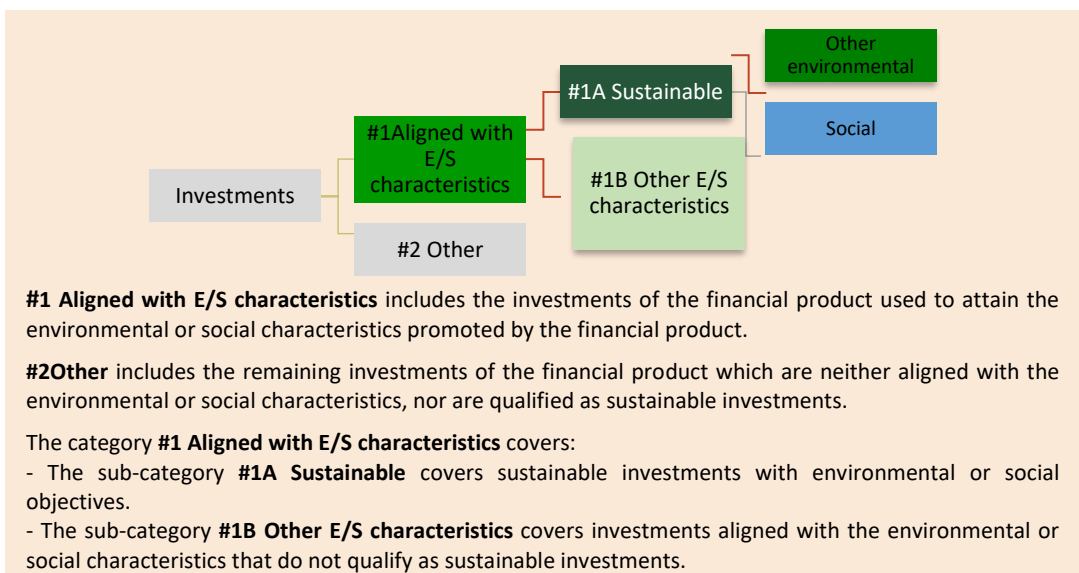 Other
environmental
#1A Sustainable
Social
#1Aligned with
E/S
characteristics
#1B Other E/S
characteristics
Investments
#2 Other
#1 Aligned with E/S characteristics includes the investments of the financial product used to attain the
environmental or social characteristics promoted by the financial product.
#2Other includes the remaining investments of the financial product which are neither aligned with the
environmental or social characteristics, nor are qualified as sustainable investments.
The category #1 Aligned with E/S characteristics covers:
- The sub-category #1A Sustainable covers sustainable investments with environmental or social
objectives.
- The sub-category #1B Other E/S characteristics covers investments aligned with the environmental or
social characteristics that do not qualify as sustainable investments.